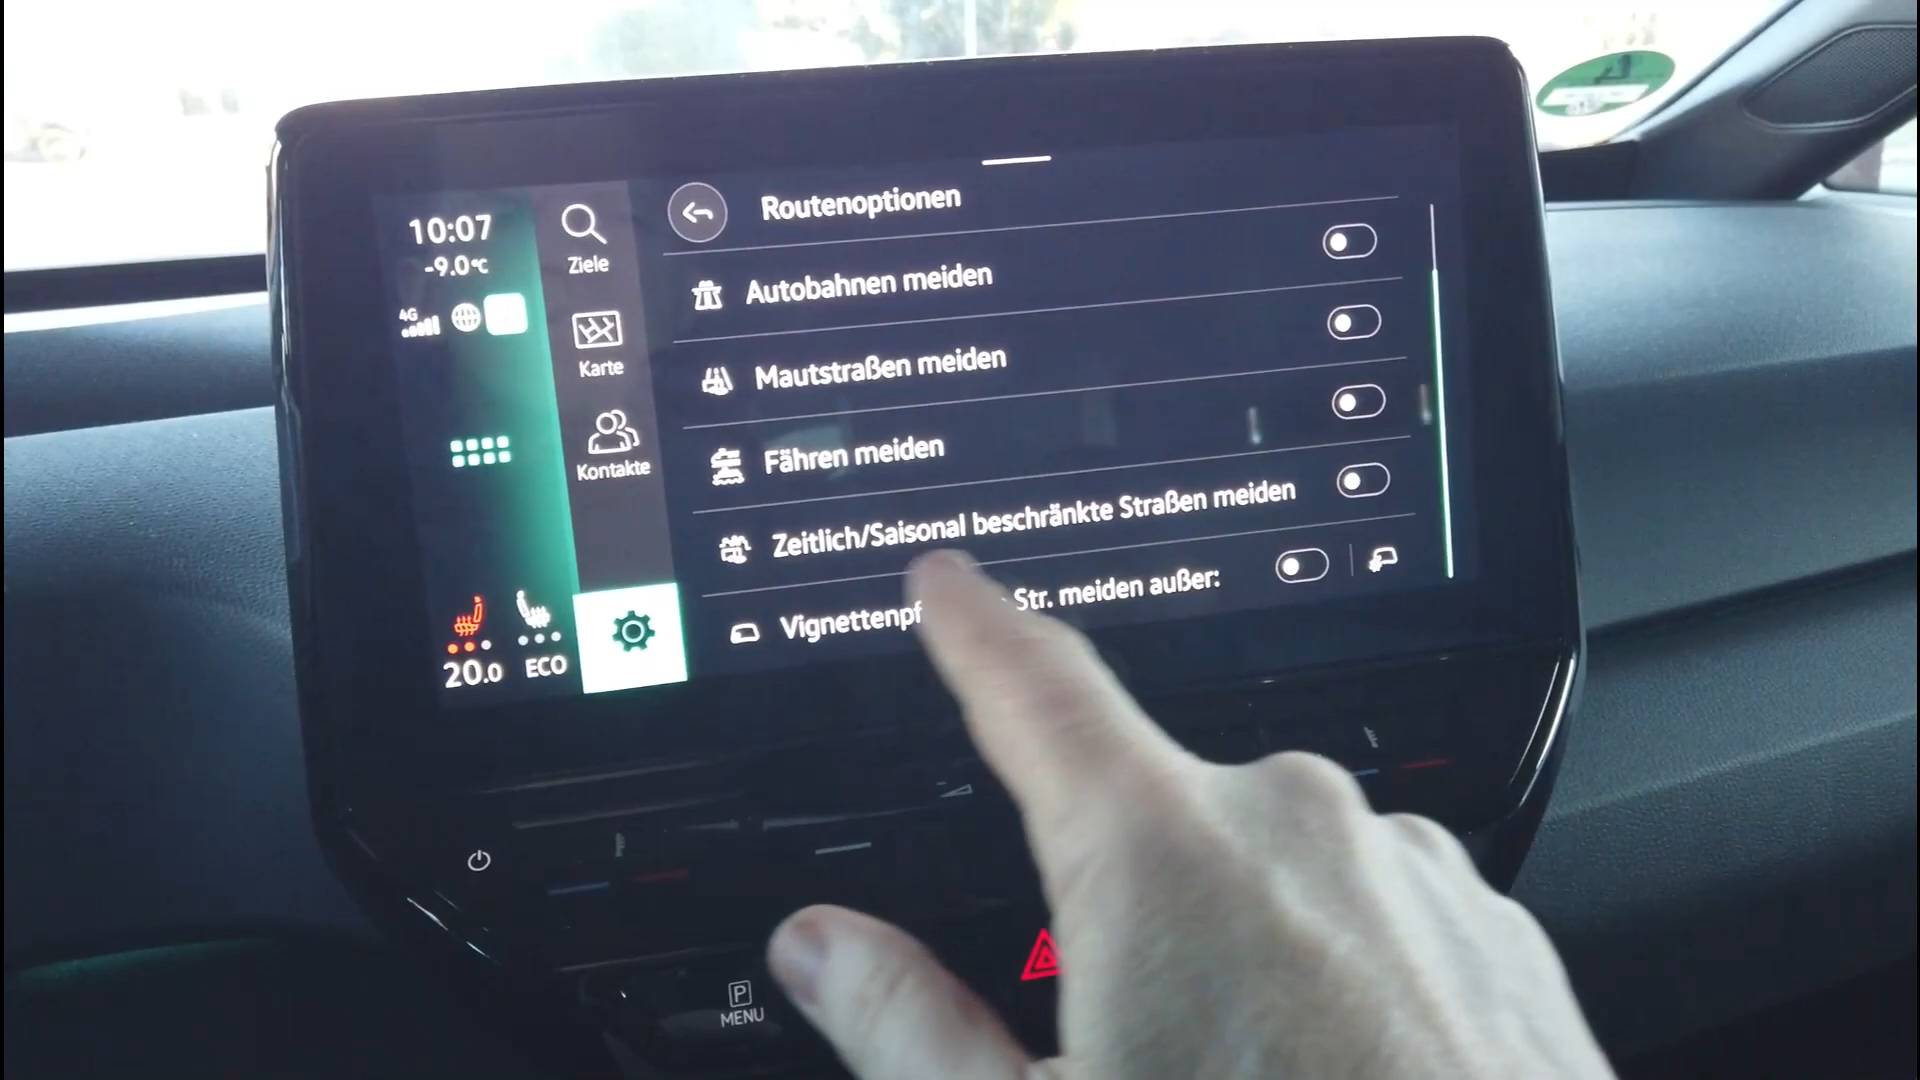 10:07
-9.0°C
4G
Ziele
Karte
Kontakte
Routenoptionen
Autobahnen meiden
Mautstraßen meiden
Fähren meiden
Zeitlich/Saisonal beschränkte Straßen meiden
Str. meiden außer:
20.0
ECO
P
MENU